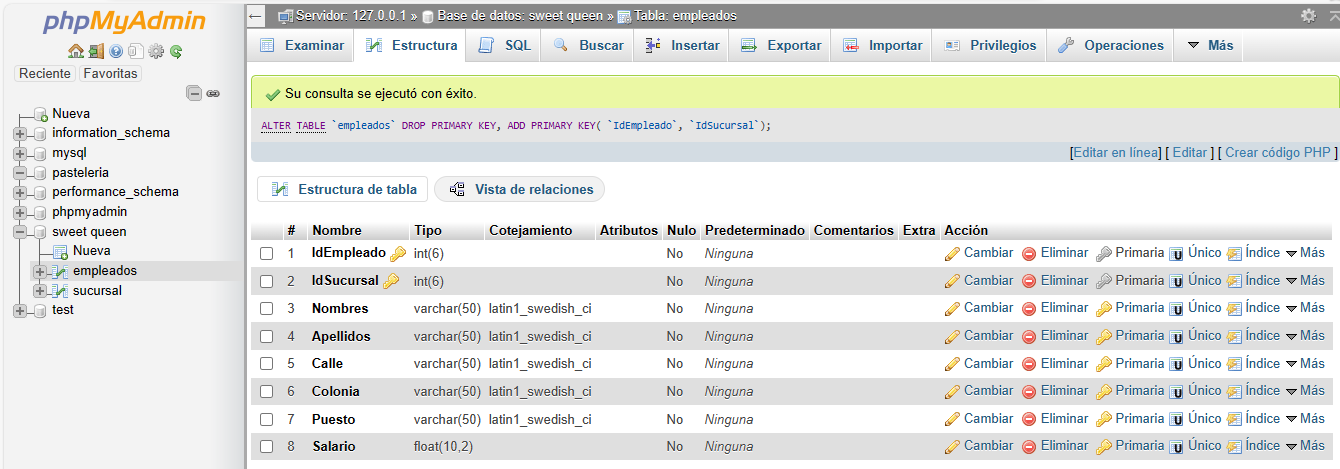 phpMyAdmin
Reciente Favoritas
Nueva
information_schema
mysql
pasteleria
performance_schema
phpmyadmin
sweet queen
Nueva
empleados
sucursal
test
Servidor: 127.0.0.1 » Base de datos: sweet queen » Tabla: empleados
Examinar Estructura SQL Buscar Insertar Exportar Importar Privilegios Operaciones Más
Su consulta se ejecutó con éxito.
ALTER TABLE `empleados` DROP PRIMARY KEY, ADD PRIMARY KEY( `IdEmpleado`, `IdSucursal`);
[Editar en línea] [ Editar ] [ Crear código PHP ]
Estructura de tabla Vista de relaciones
# Nombre Tipo Cotejamiento Atributos Nulo Predeterminado Comentarios Extra Acción
1 IdEmpleado int(6) No Ninguna Cambiar Eliminar Primaria Único Índice Más
2 IdSucursal int(6) No Ninguna Cambiar Eliminar Primaria Único Índice Más
3 Nombres varchar(50) latin1_swedish_ci No Ninguna Cambiar Eliminar Primaria Único Índice Más
4 Apellidos varchar(50) latin1_swedish_ci No Ninguna Cambiar Eliminar Primaria Único Índice Más
5 Calle varchar(50) latin1_swedish_ci No Ninguna Cambiar Eliminar Primaria Único Índice Más
6 Colonia varchar(50) latin1_swedish_ci No Ninguna Cambiar Eliminar Primaria Único Índice Más
7 Puesto varchar(50) latin1_swedish_ci No Ninguna Cambiar Eliminar Primaria Único Índice Más
8 Salario float(10,2) No Ninguna Cambiar Eliminar Primaria Único Índice Más